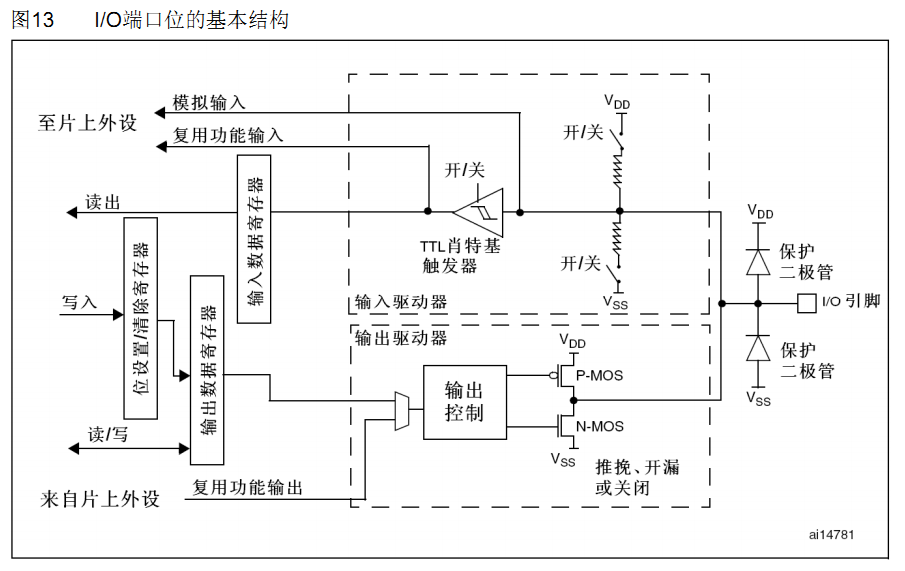 图13 I/O端口位的基本结构
至片上外设
模拟输入
复用功能输入
读出
输入数据寄存器
开/关
TTL肖特基
触发器
VDD
开/关
开/关
VSS
输入驱动器
VDD
保护
二极管
I/O 引脚
保护
二极管
VSS
写入
位设置/清除寄存器
输出数据寄存器
读/写
输出驱动器
输出
控制
VDD
P-MOS
N-MOS
VSS
推挽、开漏
或关闭
来自片上外设
复用功能输出
ai14781